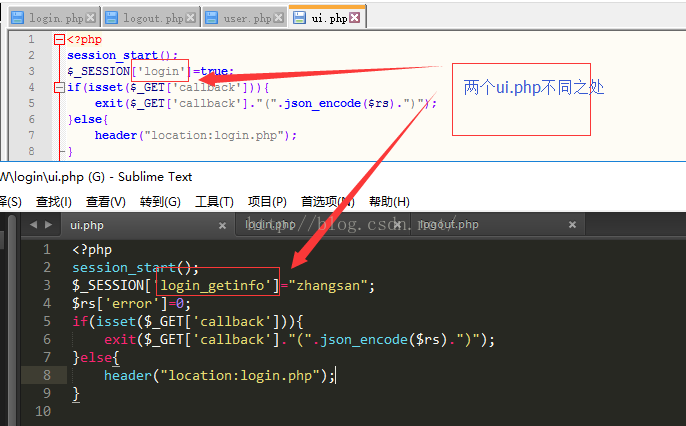 login.php logout.php user.php ui.php
1 <?php
2 session_start();
3 $_SESSION['login']=true;
4 if(isset($_GET['callback'])){
5 exit($_GET['callback']."(".json_encode($rs).")");
6 }else{
7 header("location:login.php");
8 }
两个ui.php不同之处
W\login\ui.php (G) - Sublime Text
(S) 查找(I) 查看(V) 转到(G) 工具(T) 项目(P) 首选项(N) 帮助(H)
ui.php login.php logout.php
http://blog.csdn.net/
1 <?php
2 session_start();
3 $_SESSION['login_getinfo']="zhangsan";
4 $rs['error']=0;
5 if(isset($_GET['callback'])){
6 exit($_GET['callback']."(".json_encode($rs).")");
7 }else{
8 header("location:login.php");
9 }
10